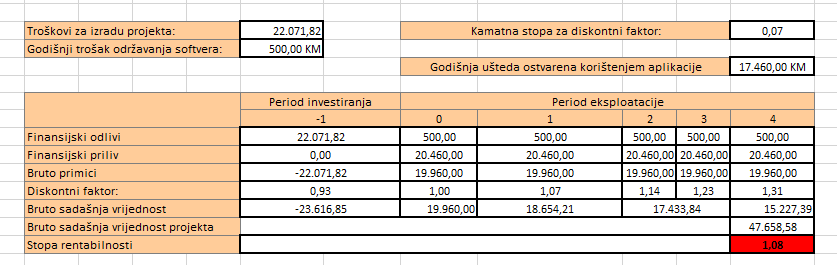 Troškovi za izradu projekta: 22.071,82 Kamatna stopa za diskontni faktor: 0,07
Godišnji trošak održavanja softvera: 500,00 KM
Godišnja ušteda ostvarena korištenjem aplikacije 17.460,00 KM
Period investiranja Period eksploatacije
-1 0 1 2 3 4
Finansijski odlivi 22.071,82 500,00 500,00 500,00 500,00 500,00
Finansijski priliv 0,00 20.460,00 20.460,00 20.460,00 20.460,00 20.460,00
Bruto primici -22.071,82 19.960,00 19.960,00 19.960,00 19.960,00 19.960,00
Diskontni faktor: 0,93 1,00 1,07 1,14 1,23 1,31
Bruto sadašnja vrijednost -23.616,85 19.960,00 18.654,21 17.433,84 15.227,39
Bruto sadašnja vrijednost projekta 47.658,58
Stopa rentabilnosti 1,08